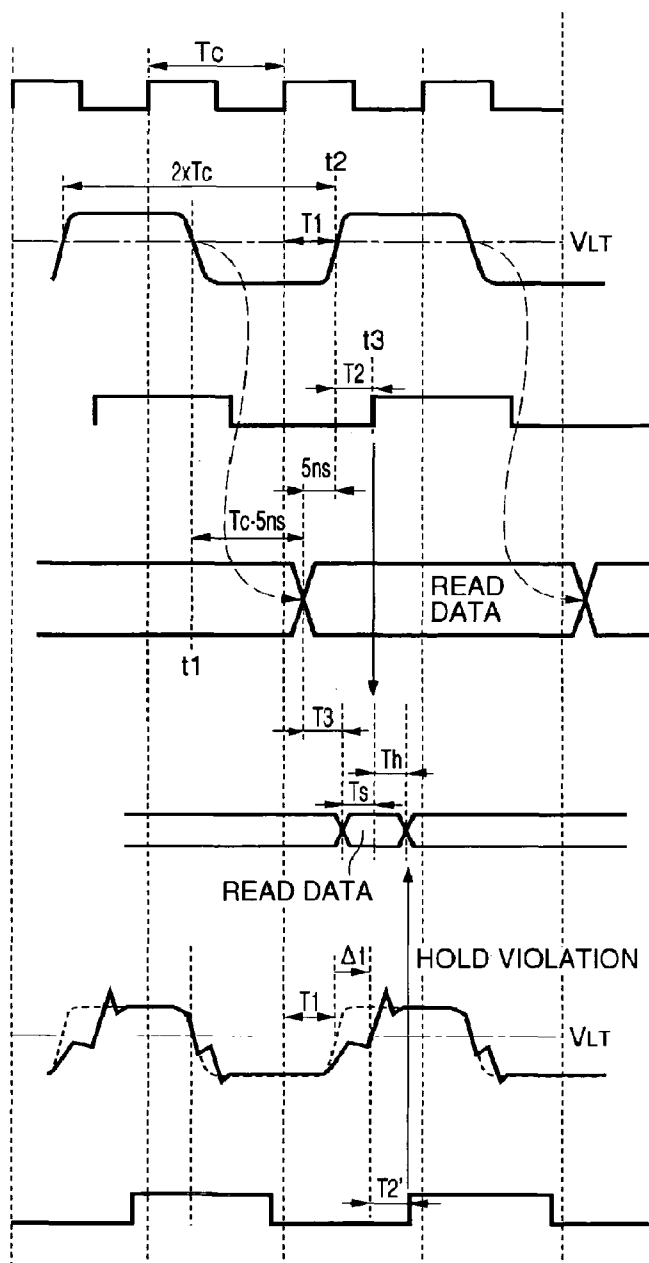 Tc
t2
2xTc
T1
VLT
t3
T2
5ns
Tc-5ns
READ
DATA
t1
T3
Th
Ts
READ DATA
HOLD VIOLATION
Δ1
T1
VLT
T2'